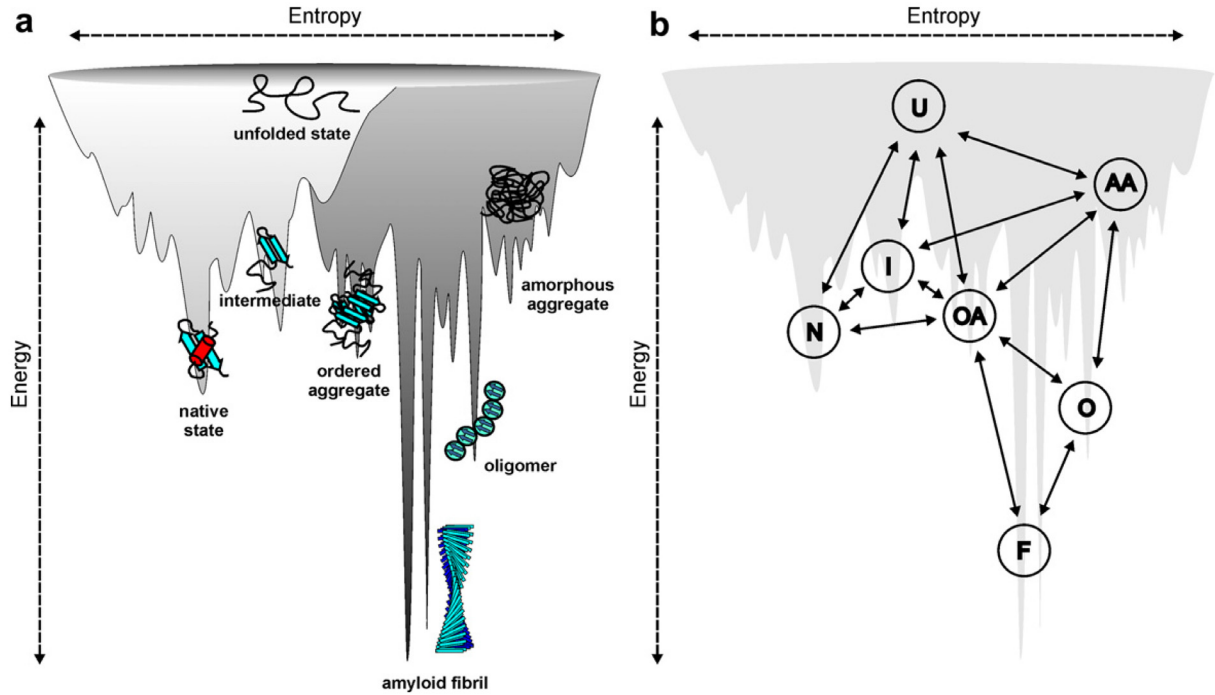 a
Entropy
Energy
unfolded state
intermediate
amorphous
aggregate
ordered
aggregate
native
state
oligomer
amyloid fibril
b
Entropy
Energy
U
AA
I
OA
N
O
F